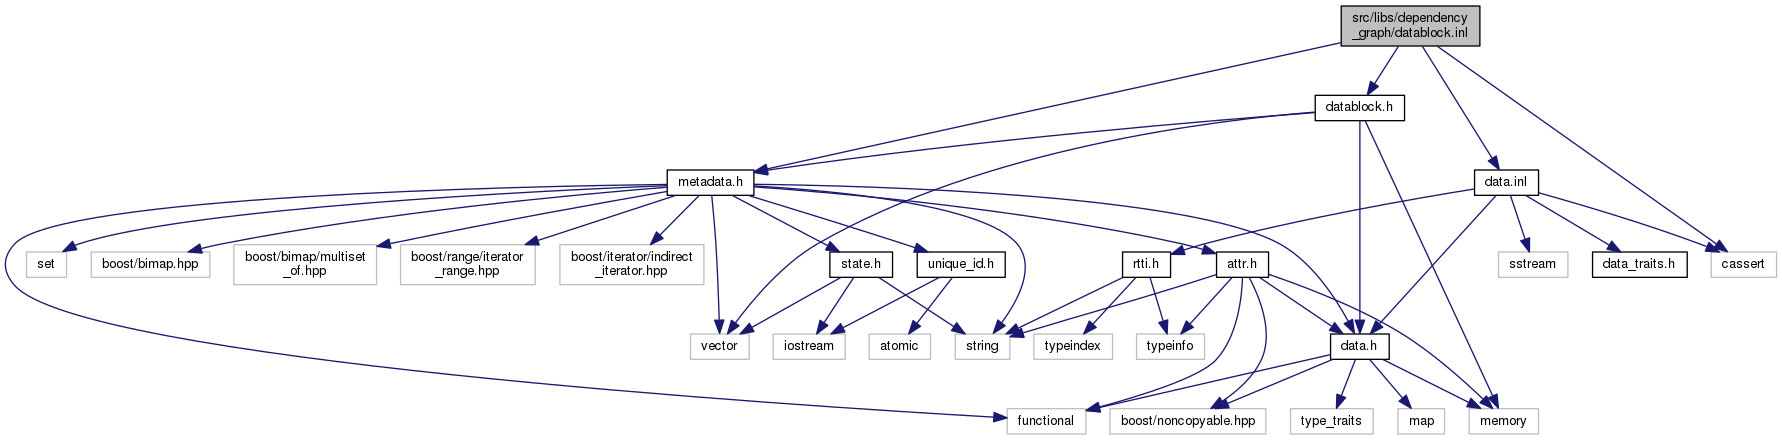 src/libs/dependency
_graph/datablock.inl
datablock.h
metadata.h
data.inl
set
boost/bimap.hpp
boost/bimap/multiset
_of.hpp
boost/range/iterator
_range.hpp
boost/iterator/indirect
_iterator.hpp
state.h
unique_id.h
rtti.h
attr.h
sstream
data_traits.h
cassert
vector
iostream
atomic
string
typeindex
typeinfo
data.h
functional
boost/noncopyable.hpp
type_traits
map
memory